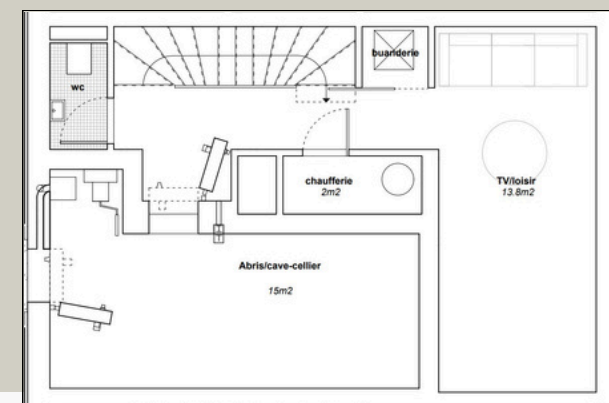 buanderie
wc
chaufferie
2m2
TV/loisir
13.8m2
Abris/cave-cellier
15m2